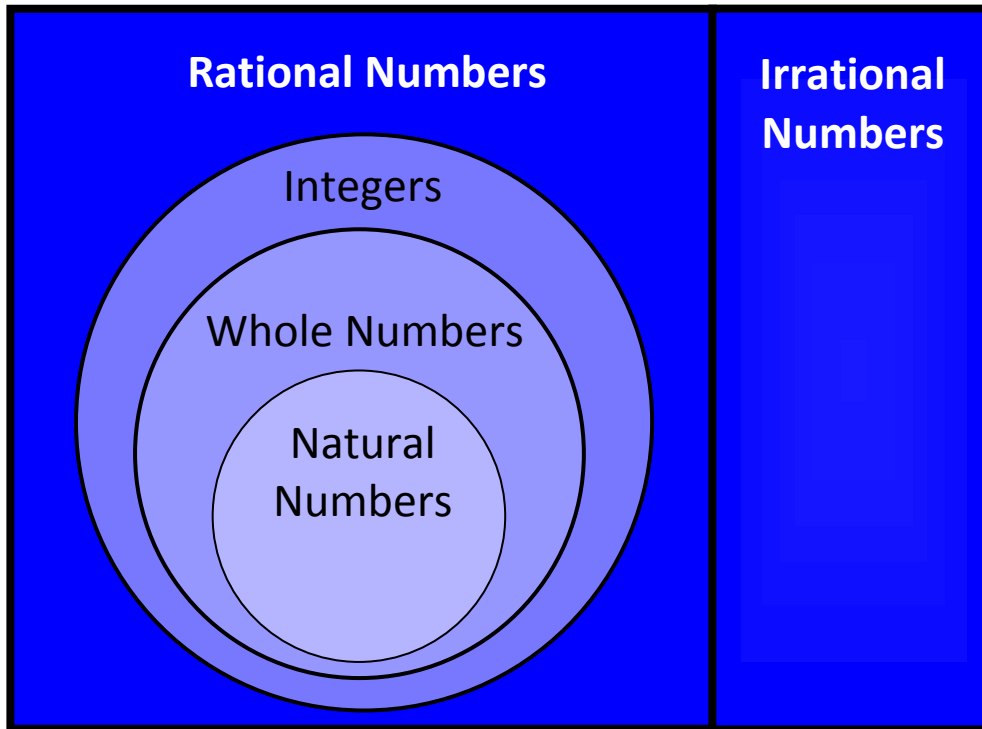 Rational Numbers
Irrational
Numbers
Integers
Whole Numbers
Natural
Numbers